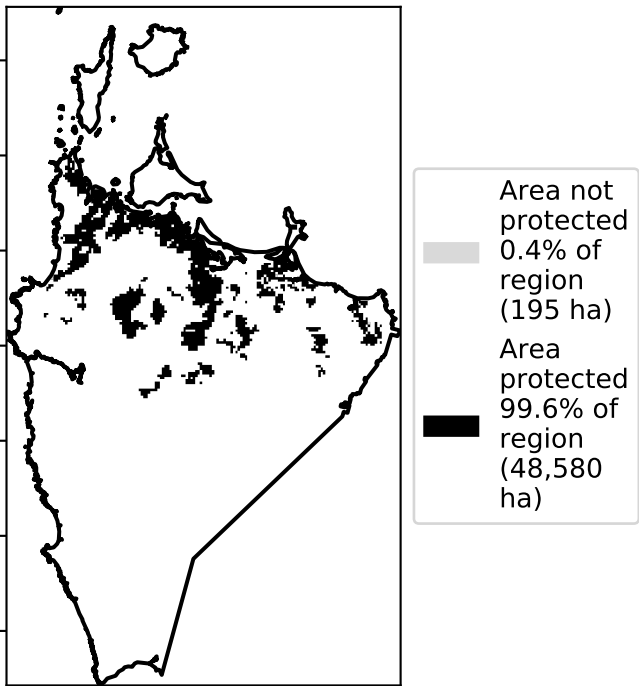 Area not
protected
0.4% of
region
(195 ha)
Area
protected
99.6% of
region
(48,580
ha)